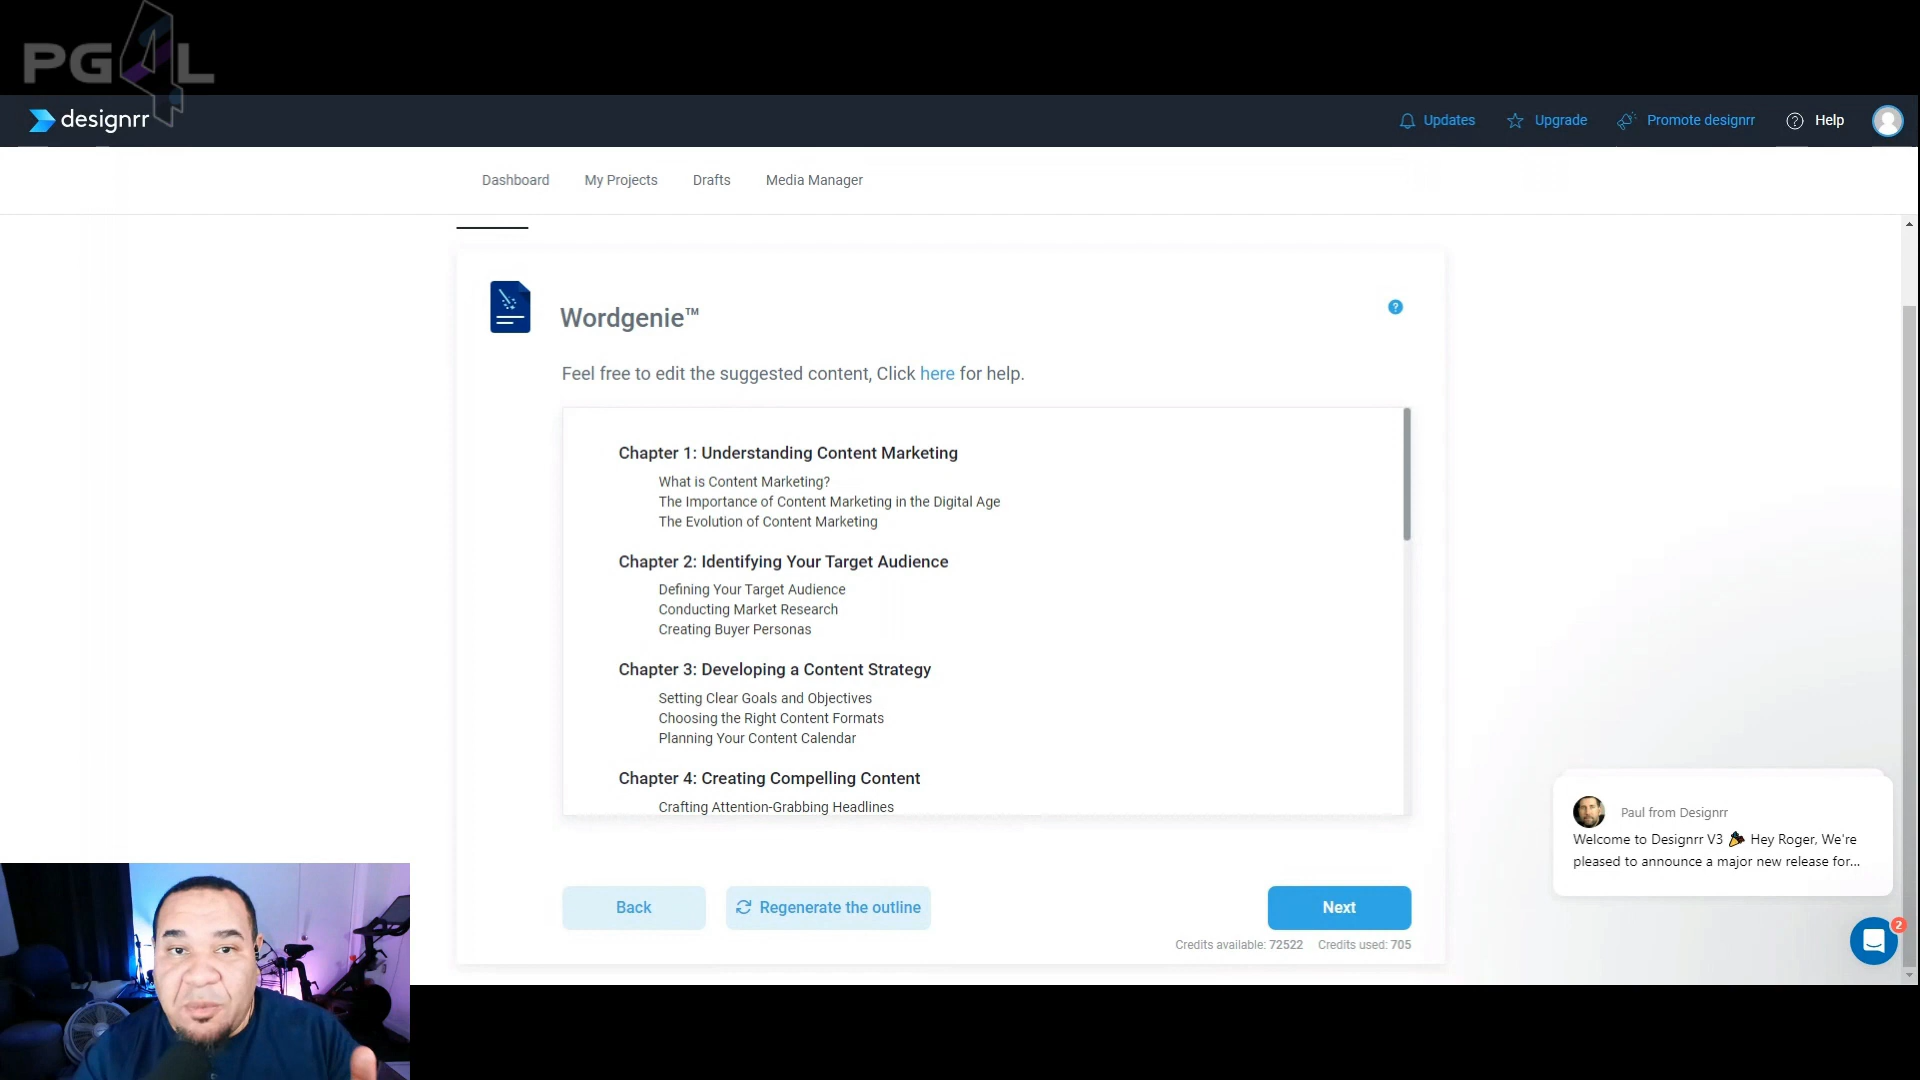 PG4L
designrr
Updates
Upgrade
Promote designrr
Help
Dashboard
My Projects
Drafts
Media Manager
Wordgenie™
Feel free to edit the suggested content, Click here for help.
Chapter 1: Understanding Content Marketing
What is Content Marketing?
The Importance of Content Marketing in the Digital Age
The Evolution of Content Marketing
Chapter 2: Identifying Your Target Audience
Defining Your Target Audience
Conducting Market Research
Creating Buyer Personas
Chapter 3: Developing a Content Strategy
Setting Clear Goals and Objectives
Choosing the Right Content Formats
Planning Your Content Calendar
Chapter 4: Creating Compelling Content
Crafting Attention-Grabbing Headlines
Paul from Designrr
Welcome to Designrr V3 🎉 Hey Roger, We're
pleased to announce a major new release for...
Back
Regenerate the outline
Next
Credits available: 72522 Credits used: 705
2